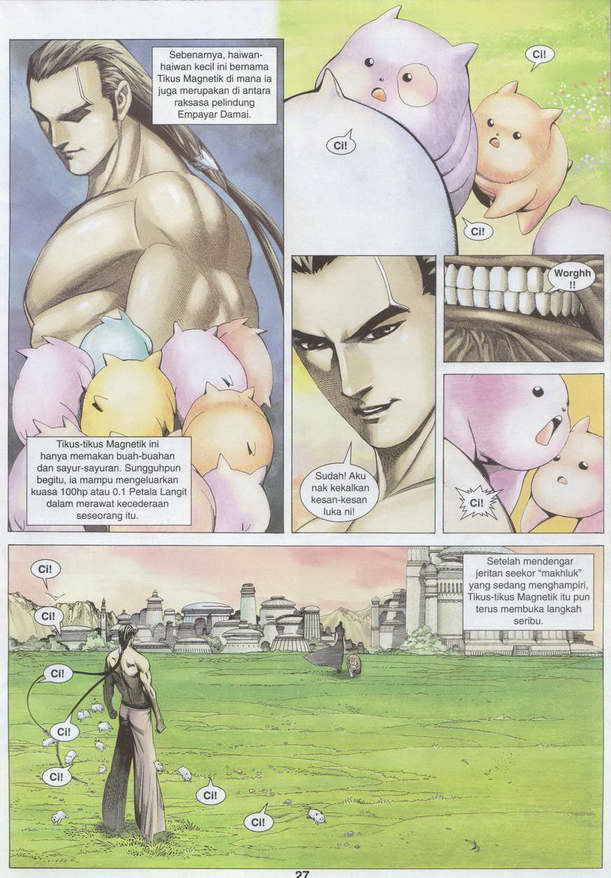 Sebenarnya, haiwan-
haiwan kecil ini bernama
Tikus Magnetik di mana ia
juga merupakan di antara
raksasa pelindung
Empayar Damai.
Ci!
Ci!
Ci!
Tikus-tikus Magnetik ini
hanya memakan buah-buahan
dan sayur-sayuran. Sungguhpun
begitu, ia mampu mengeluarkan
kuasa 100hp atau 0.1 Petala Langit
dalam merawat kecederaan
seseorang itu.
Sudah! Aku
nak kekalkan
kesan-kesan
luka ni!
Worghh
!!
Ci!
Setelah mendengar
jeritan seekor “makhluk”
yang sedang menghampiri,
Tikus-tikus Magnetik itu pun
terus membuka langkah
seribu.
Ci!
Ci!
Ci!
Ci!
Ci!
Ci!
Ci!
Ci!
27